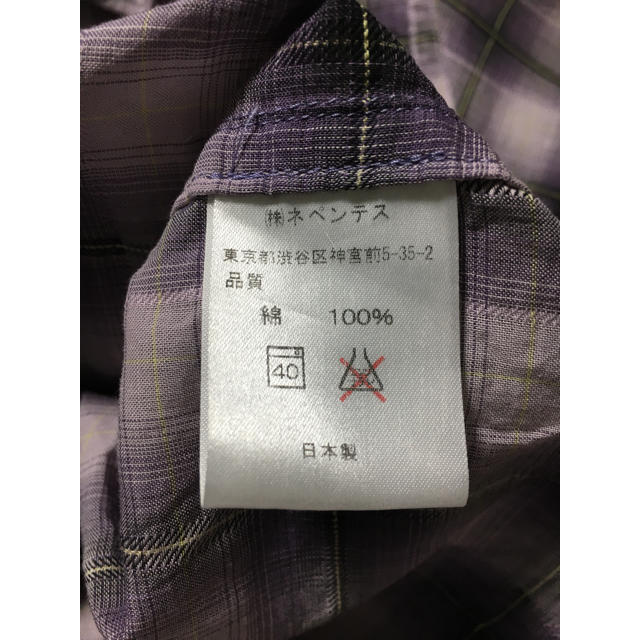 ㈱ネペンテス
東京都渋谷区神宮前5-35-2
品質
綿 100%
40
日本製